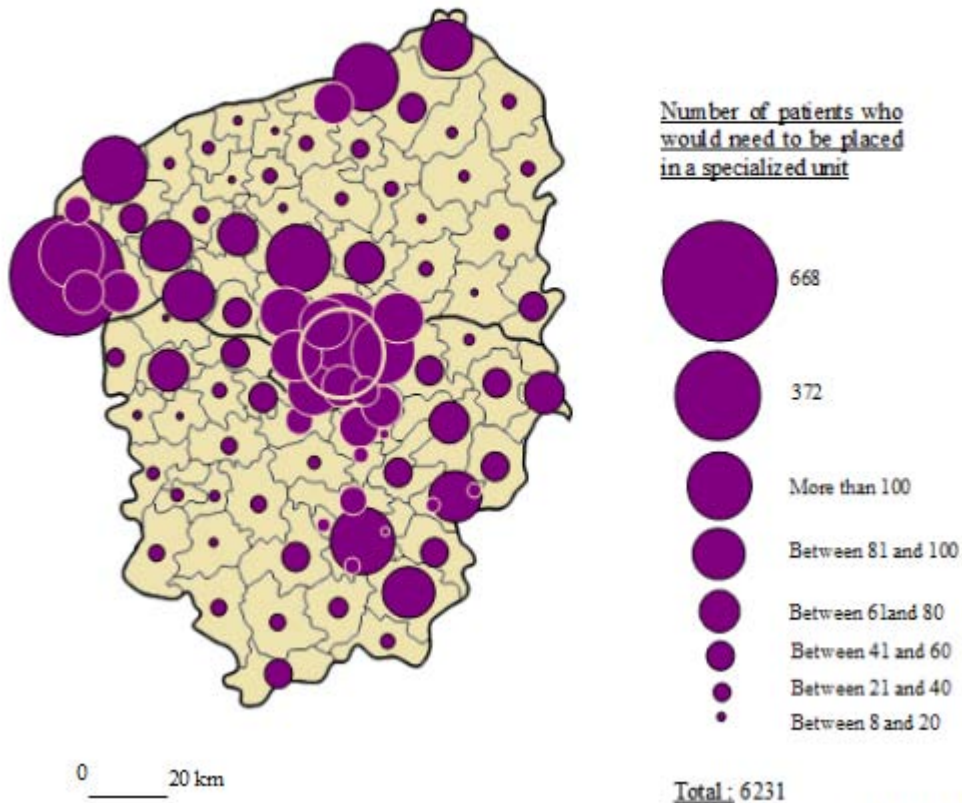 Number of patients who
would need to be placed
in a specialized unit
668
372
More than 100
Between 81 and 100
Between 61and 80
Between 41 and 60
Between 21 and 40
Between 8 and 20
0 20 km
Total : 6231